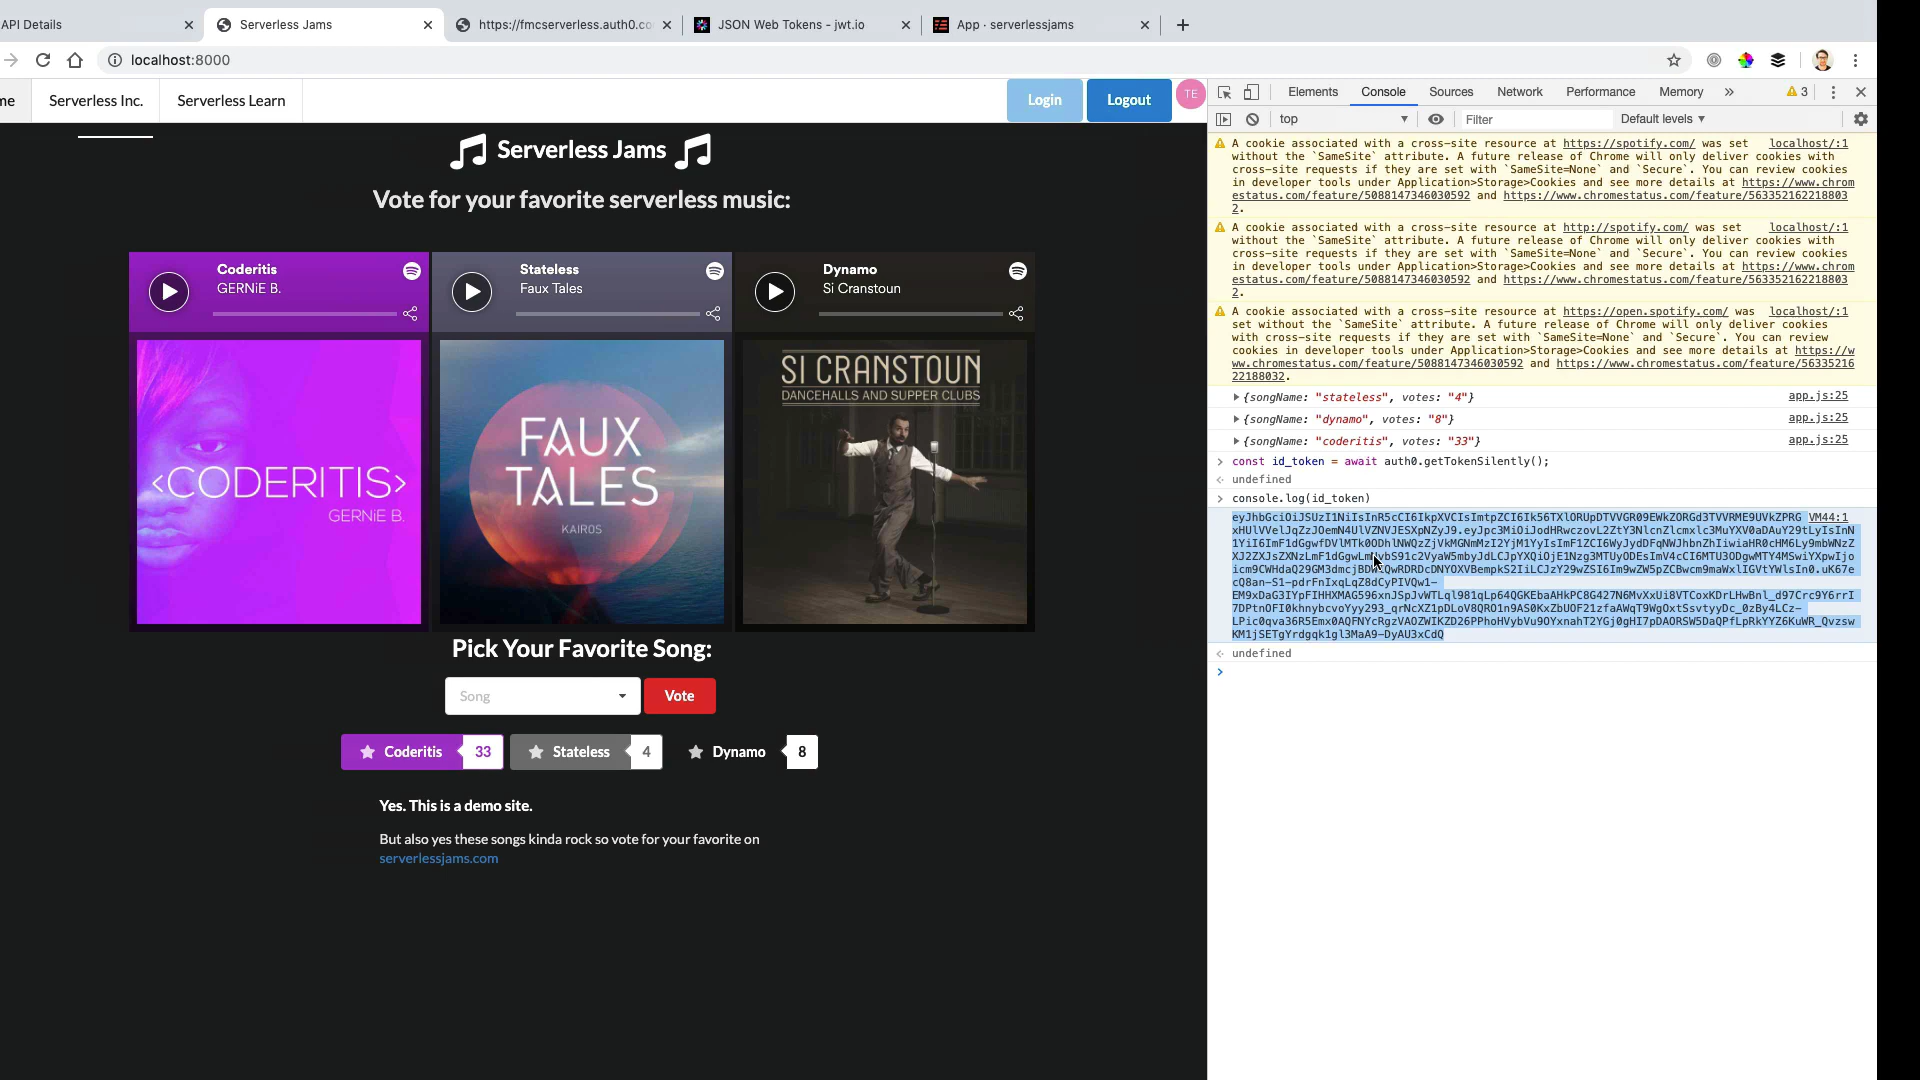 API Details
Serverless Jams
https://fmcserverless.auth0.co
JSON Web Tokens - jwt.io
App · serverlessjams
localhost:8000
me
Serverless Inc.
Serverless Learn
Login
Logout
TE
Serverless Jams
Vote for your favorite serverless music:
Coderitis
GERNiE B.
Stateless
Faux Tales
Dynamo
Si Cranstoun
<CODERITIS>
GERNiE B.
FAUX
TALES
KAIROS
SI CRANSTOUN
DANCEHALLS AND SUPPER CLUBS
Pick Your Favorite Song:
Song
Vote
Coderitis 33
Stateless 4
Dynamo 8
Yes. This is a demo site.
But also yes these songs kinda rock so vote for your favorite on
serverlessjams.com
Elements Console Sources Network Performance Memory » 3
top
Filter
Default levels
A cookie associated with a cross-site resource at https://spotify.com/ was set localhost/:1
without the `SameSite` attribute. A future release of Chrome will only deliver cookies with
cross-site requests if they are set with `SameSite=None` and `Secure`. You can review cookies
in developer tools under Application>Storage>Cookies and see more details at https://www.chrom
estatus.com/feature/5088147346030592 and https://www.chromestatus.com/feature/563352162218803
2.
A cookie associated with a cross-site resource at http://spotify.com/ was set localhost/:1
without the `SameSite` attribute. A future release of Chrome will only deliver cookies with
cross-site requests if they are set with `SameSite=None` and `Secure`. You can review cookies
in developer tools under Application>Storage>Cookies and see more details at https://www.chrom
estatus.com/feature/5088147346030592 and https://www.chromestatus.com/feature/563352162218803
2.
A cookie associated with a cross-site resource at https://open.spotify.com/ was localhost/:1
set without the `SameSite` attribute. A future release of Chrome will only deliver
cookies with cross-site requests if they are set with `SameSite=None` and `Secure`. You can
review cookies in developer tools under Application>Storage>Cookies and see more details at https://w
ww.chromestatus.com/feature/5088147346030592 and https://www.chromestatus.com/feature/56335216
22188032.
{songName: "stateless", votes: "4"} app.js:25
{songName: "dynamo", votes: "8"} app.js:25
{songName: "coderitis", votes: "33"} app.js:25
const id_token = await auth0.getTokenSilently();
undefined
console.log(id_token)
VM44:1
undefined